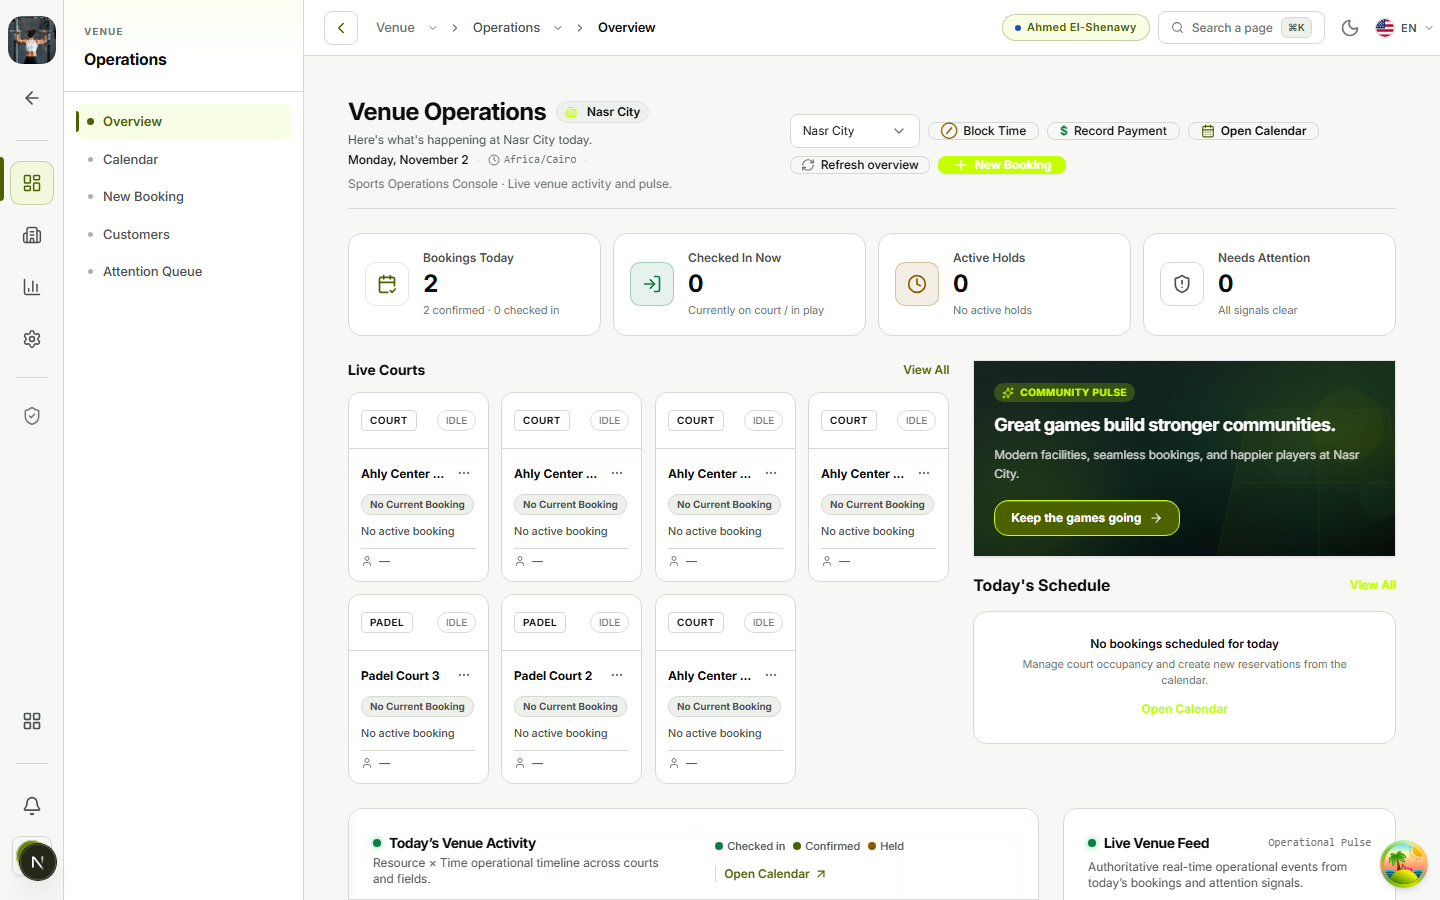 VENUE
Operations
Overview
Calendar
New Booking
Customers
Attention Queue
N
Venue
Operations
Overview
Ahmed El-Shenawy
Search a page
⌘K
EN
Venue Operations
Nasr City
Here's what's happening at Nasr City today.
Monday, November 2 · Africa/Cairo ·
Sports Operations Console · Live venue activity and pulse.
Nasr City
Block Time
$ Record Payment
Open Calendar
Refresh overview
New Booking
Bookings Today
2
2 confirmed · 0 checked in
Checked In Now
0
Currently on court / in play
Active Holds
0
No active holds
Needs Attention
0
All signals clear
Live Courts
View All
COURT
IDLE
Ahly Center ...
No Current Booking
No active booking
—
COURT
IDLE
Ahly Center ...
No Current Booking
No active booking
—
COURT
IDLE
Ahly Center ...
No Current Booking
No active booking
—
COURT
IDLE
Ahly Center ...
No Current Booking
No active booking
—
PADEL
IDLE
Padel Court 3
No Current Booking
No active booking
—
PADEL
IDLE
Padel Court 2
No Current Booking
No active booking
—
COURT
IDLE
Ahly Center ...
No Current Booking
No active booking
—
COMMUNITY PULSE
Great games build stronger communities.
Modern facilities, seamless bookings, and happier players at Nasr
City.
Keep the games going
Today's Schedule
View All
No bookings scheduled for today
Manage court occupancy and create new reservations from the
calendar.
Open Calendar
Today's Venue Activity
Resource × Time operational timeline across courts
and fields.
Checked in
Confirmed
Held
Open Calendar
Live Venue Feed
Operational Pulse
Authoritative real-time operational events from
today's bookings and attention signals.